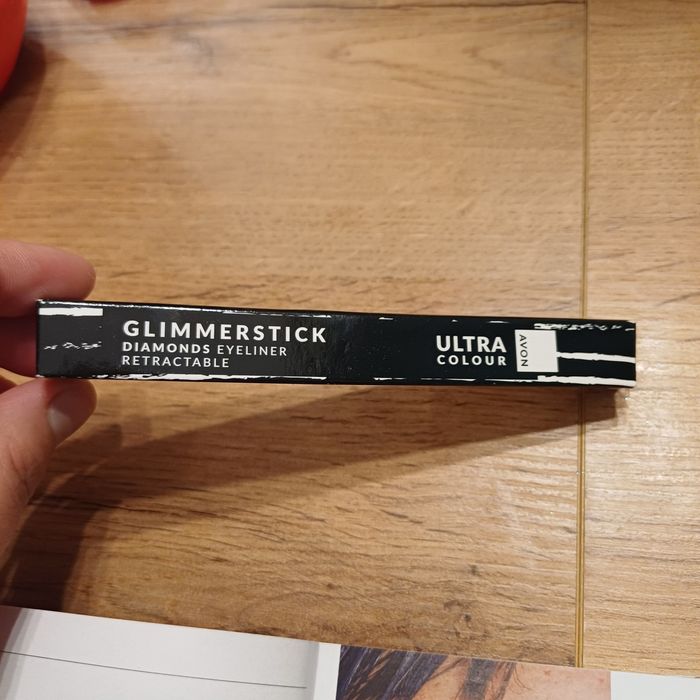 GLIMMERSTICK
DIAMONDS EYELINER
RETRACTABLE
ULTRA
COLOUR
AVON